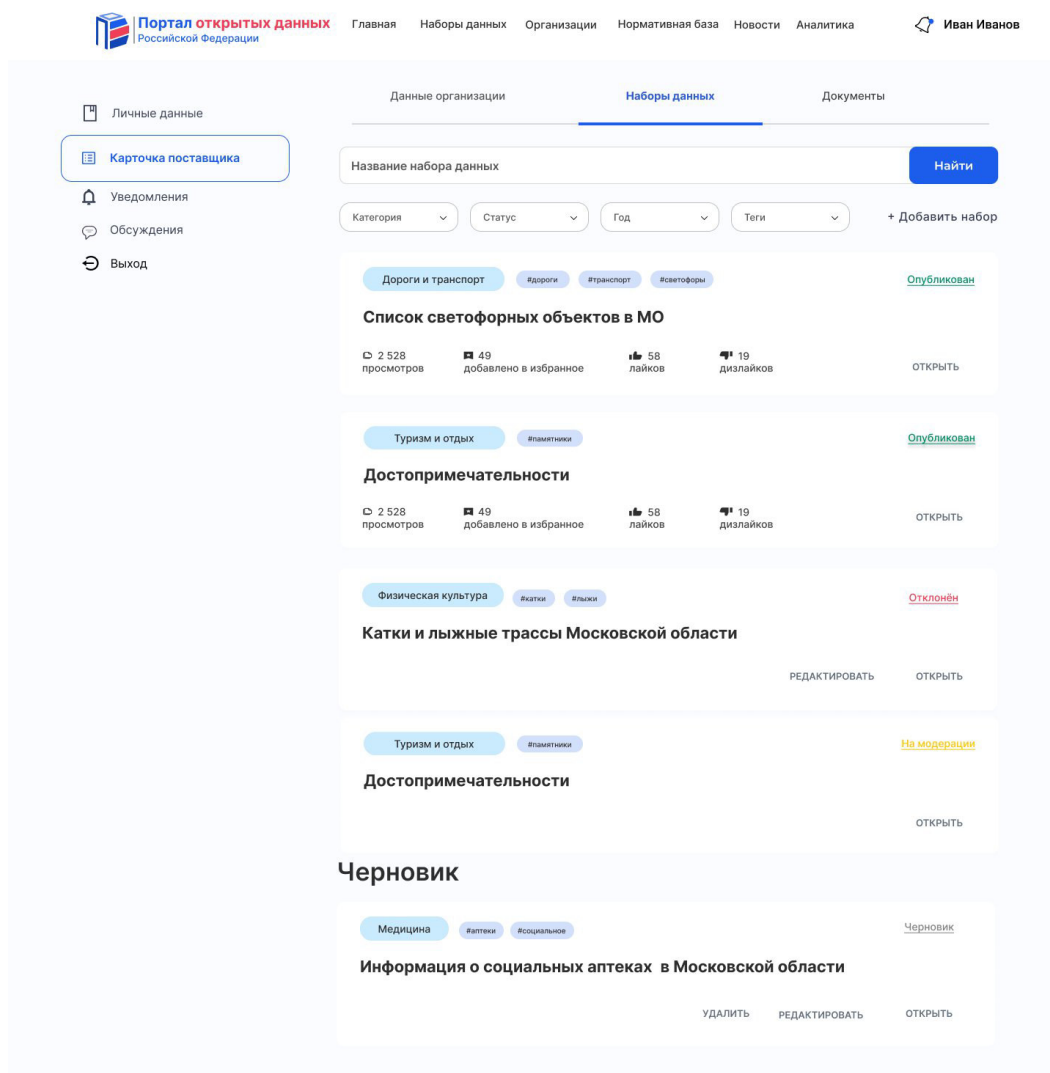 Портал открытых данных
Российской Федерации
Главная Наборы данных Организации Нормативная база Новости Аналитика Иван Иванов
Личные данные
Карточка поставщика
Уведомления
Обсуждения
Выход
Данные организации Наборы данных Документы
Название набора данных Найти
Категория Статус Год Теги + Добавить набор
Дороги и транспорт #дороги #транспорт #светофоры Опубликован
Список светофорных объектов в МО
2 528 49 58 19
просмотров добавлено в избранное лайков дизлайков ОТКРЫТЬ
Туризм и отдых #памятники Опубликован
Достопримечательности
2 528 49 58 19
просмотров добавлено в избранное лайков дизлайков ОТКРЫТЬ
Физическая культура #катки #лыжи Отклонён
Катки и лыжные трассы Московской области
РЕДАКТИРОВАТЬ ОТКРЫТЬ
Туризм и отдых #памятники На модерации
Достопримечательности
ОТКРЫТЬ
Черновик
Медицина #аптеки #социальное Черновик
Информация о социальных аптеках в Московской области
УДАЛИТЬ РЕДАКТИРОВАТЬ ОТКРЫТЬ